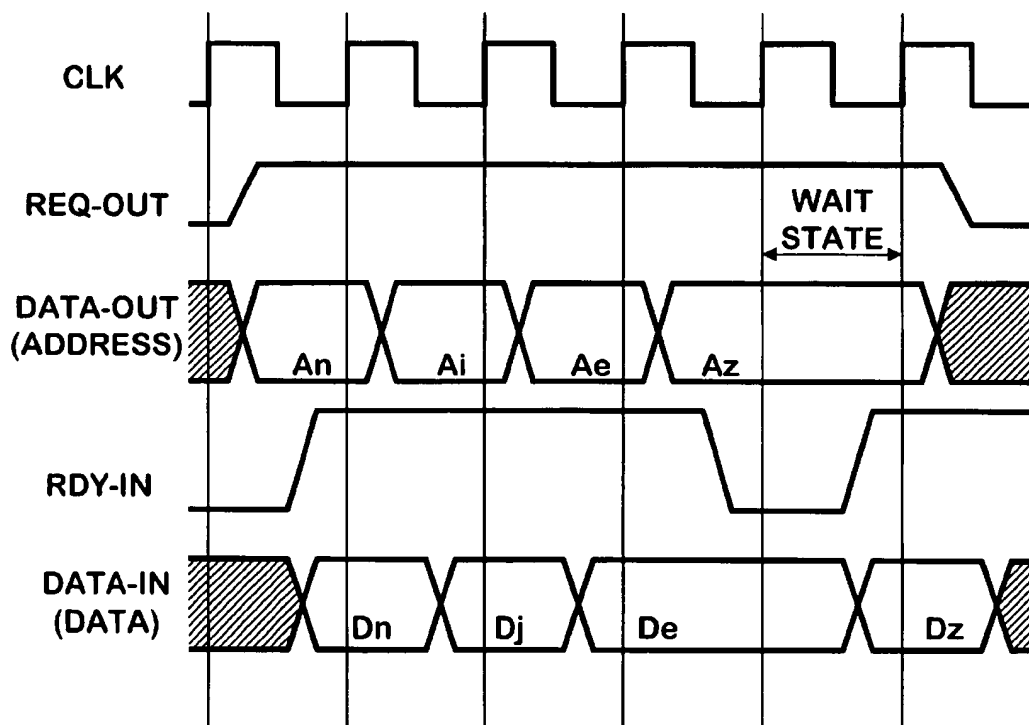 CLK
REQ-OUT
WAIT
STATE
DATA-OUT
(ADDRESS)
An Ai Ae Az
RDY-IN
DATA-IN
(DATA)
Dn Dj De Dz